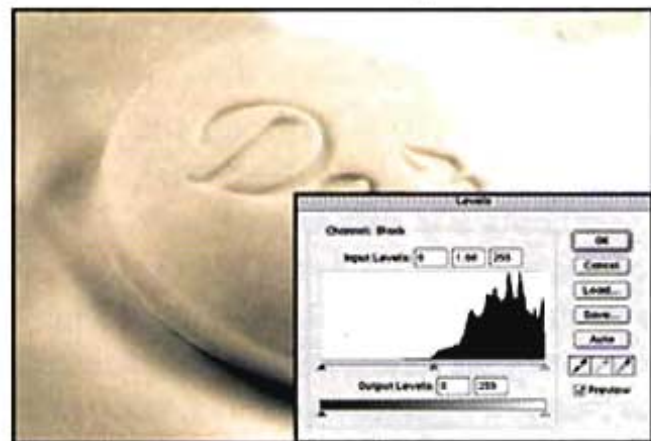 Levels
Channel: Black
Input Levels: 0 1.00 255
OK
Cancel
Load...
Save...
Auto
Output Levels: 0 255
Preview